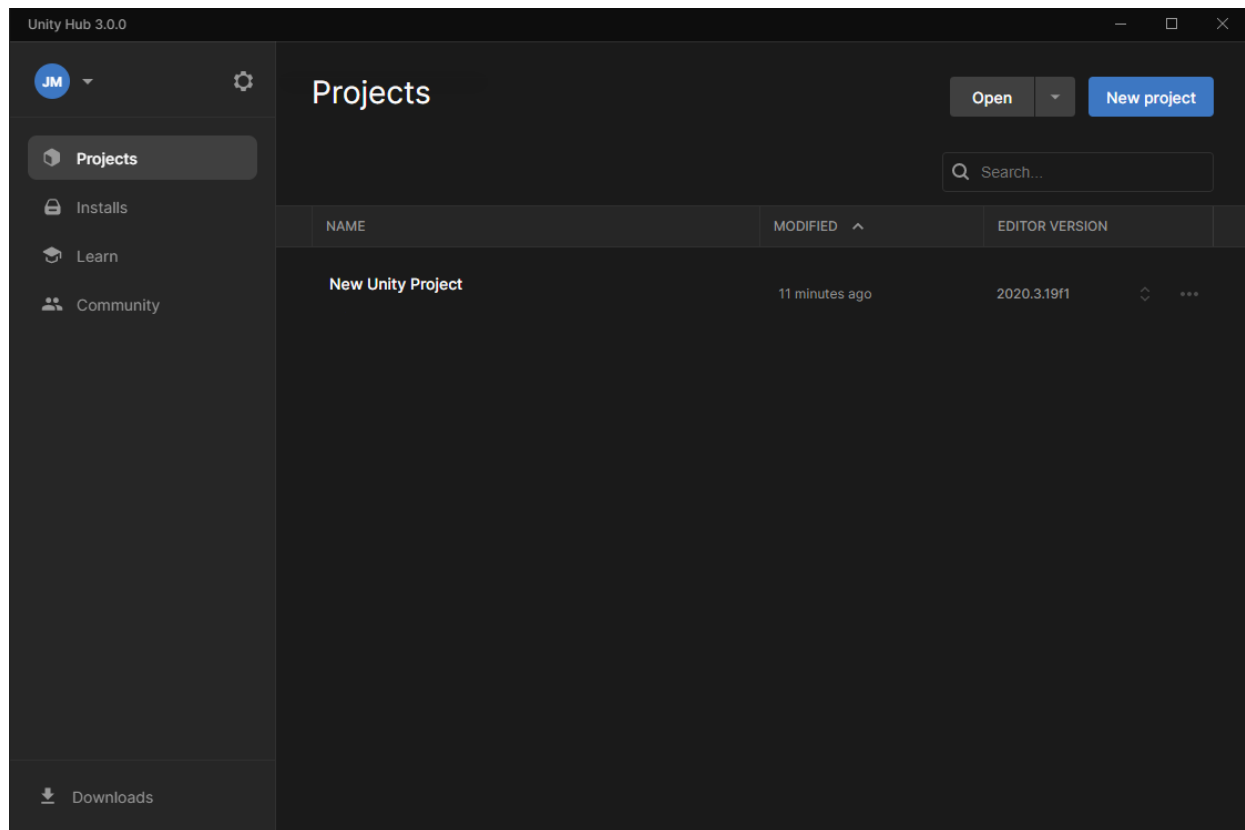 Unity Hub 3.0.0
JM
Projects
Installs
Learn
Community
Downloads
Projects
Open
New project
Search...
NAME MODIFIED EDITOR VERSION
New Unity Project 11 minutes ago 2020.3.19f1